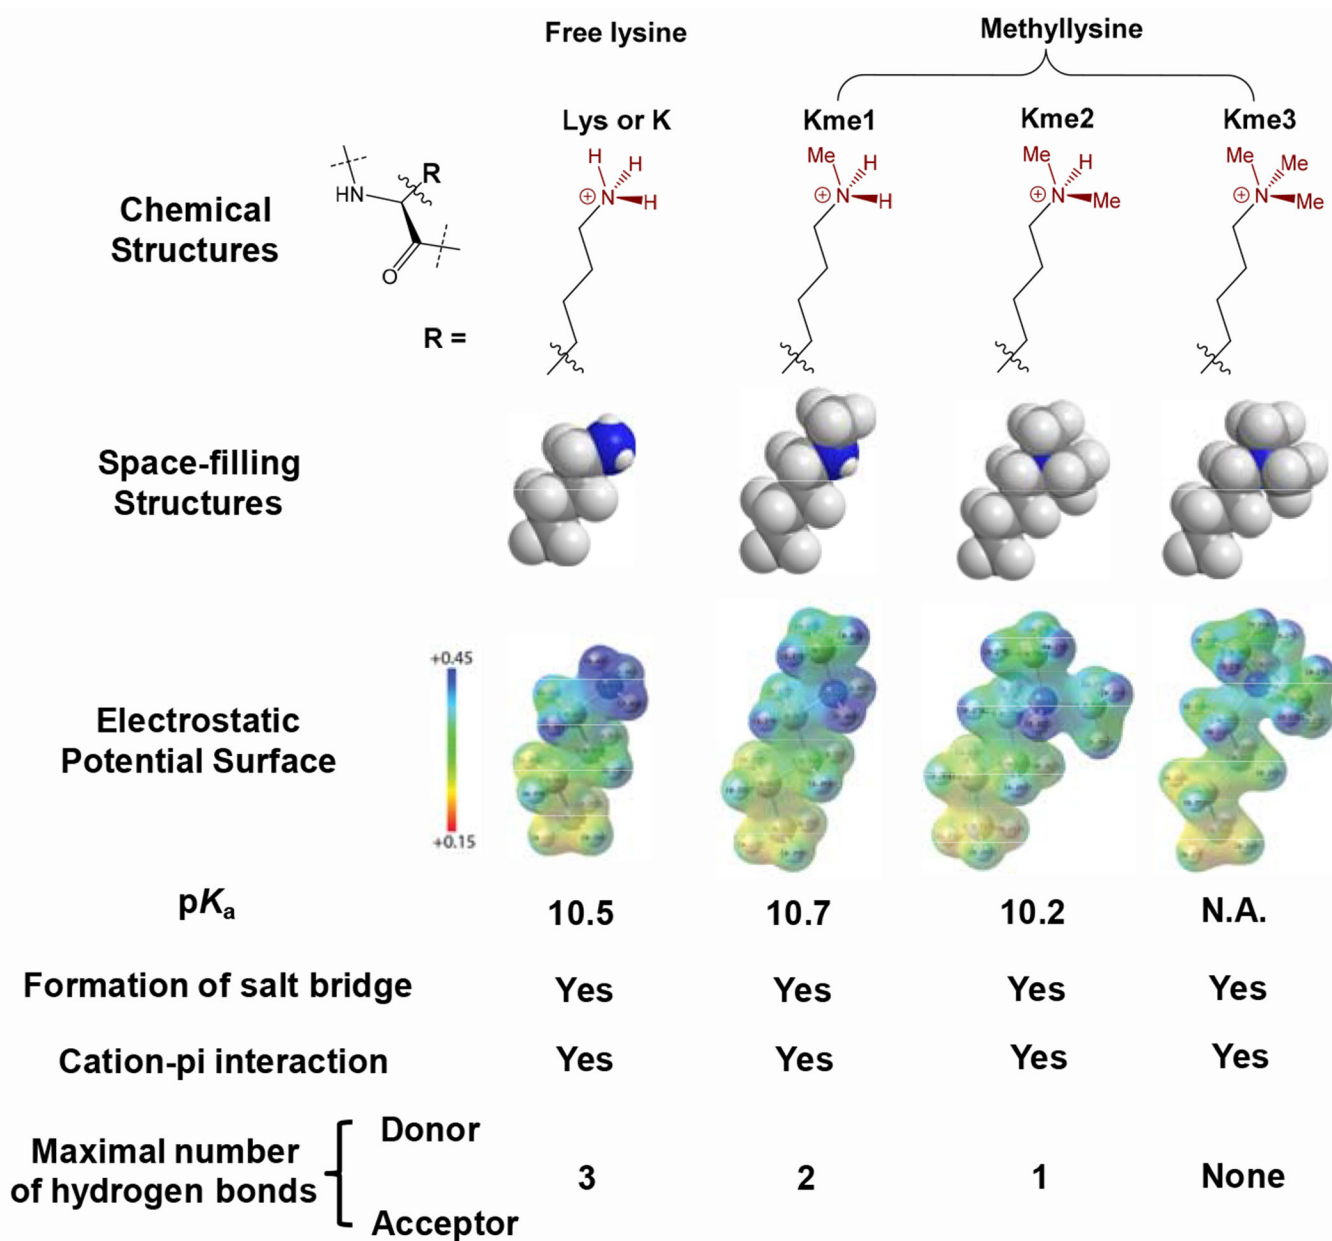 Free lysine
Methyllysine
Lys or K
Kme1
Kme2
Kme3
Chemical
Structures
HN
R
O
R =
H
H
N
H
⊕
Me
H
N
H
⊕
Me
H
N
Me
⊕
Me
Me
N
Me
⊕
Space-filling
Structures
Electrostatic
Potential Surface
+0.45
+0.15
pKa
10.5
10.7
10.2
N.A.
Formation of salt bridge
Yes
Yes
Yes
Yes
Cation-pi interaction
Yes
Yes
Yes
Yes
Maximal number
of hydrogen bonds
Donor
Acceptor
3
2
1
None